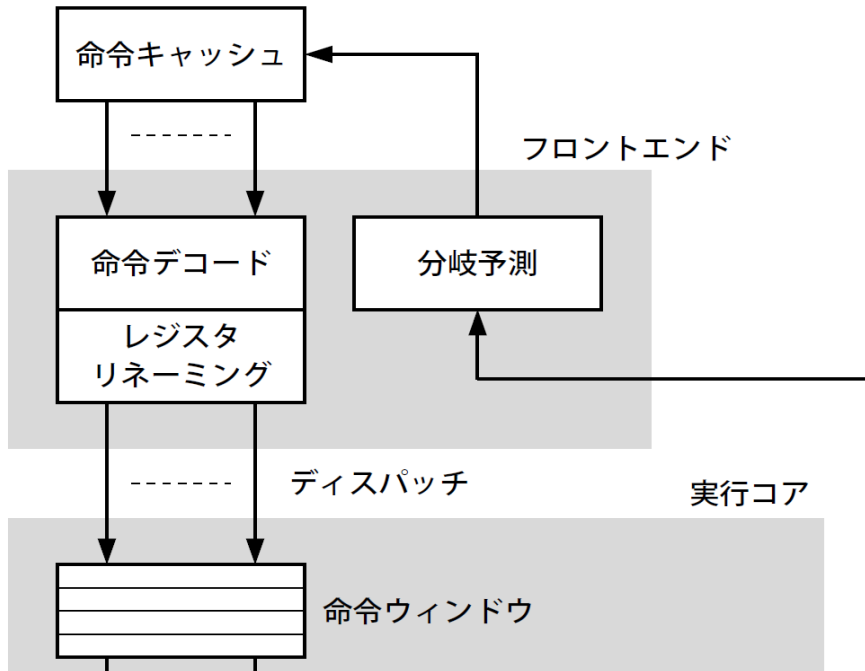 命令キャッシュ
フロントエンド
命令デコード
分岐予測
レジスタ
リネーミング
ディスパッチ
実行コア
命令ウィンドウ